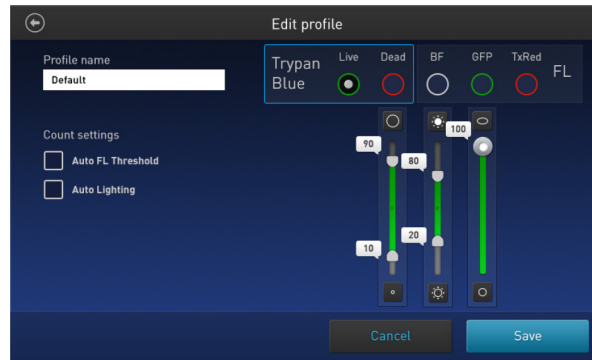 Edit profile
Profile name
Default
Trypan
Blue
Live
Dead
BF
GFP
TxRed
FL
Count settings
Auto FL Threshold
Auto Lighting
90
10
80
20
100
Cancel
Save